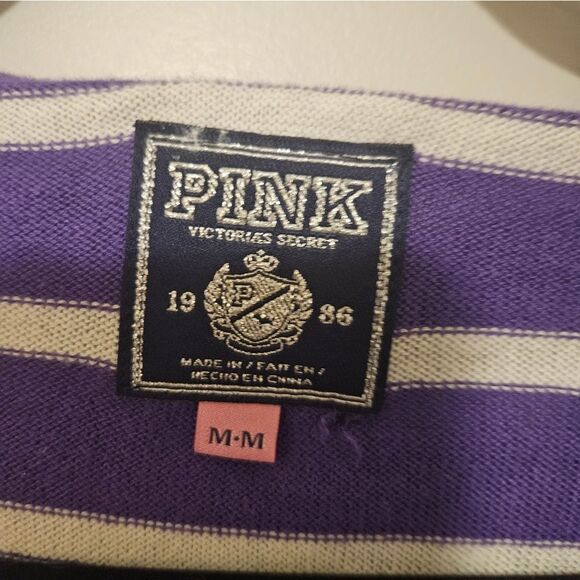 PINK
VICTORIA'S SECRET
19 86
P
MADE IN / FAIT EN /
HECHO EN CHINA
M·M